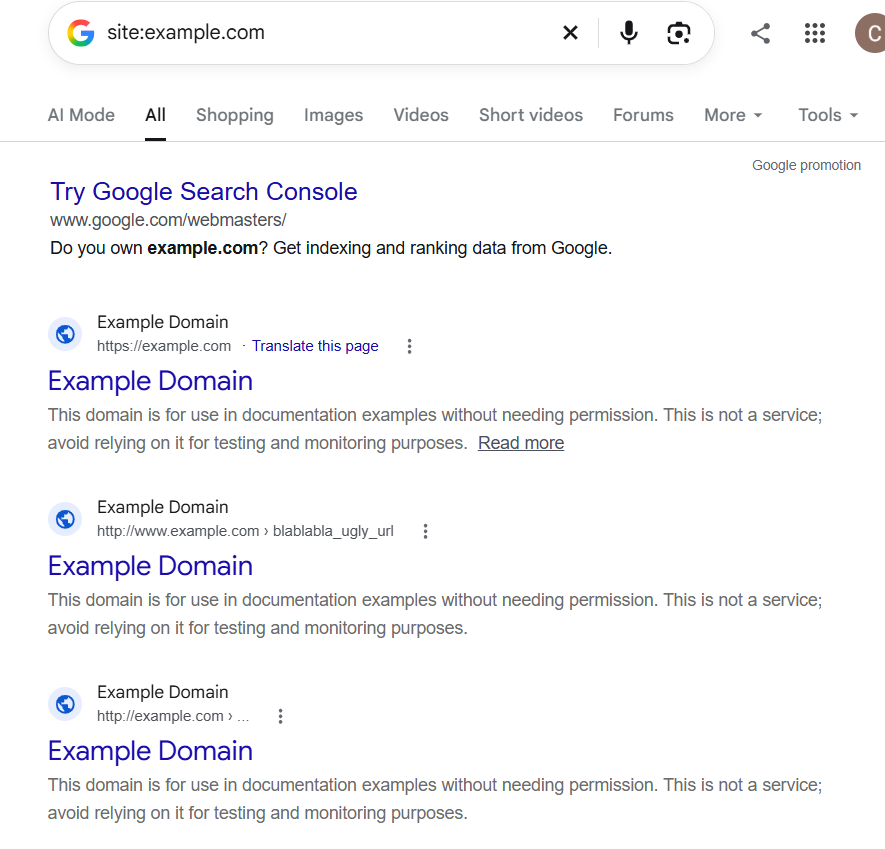 site:example.com
C
AI Mode All Shopping Images Videos Short videos Forums More Tools
Google promotion
Try Google Search Console
www.google.com/webmasters/
Do you own example.com? Get indexing and ranking data from Google.
Example Domain
https://example.com · Translate this page
Example Domain
This domain is for use in documentation examples without needing permission. This is not a service;
avoid relying on it for testing and monitoring purposes. Read more
Example Domain
http://www.example.com › blablabla_ugly_url
Example Domain
This domain is for use in documentation examples without needing permission. This is not a service;
avoid relying on it for testing and monitoring purposes.
Example Domain
http://example.com › ...
Example Domain
This domain is for use in documentation examples without needing permission. This is not a service;
avoid relying on it for testing and monitoring purposes.